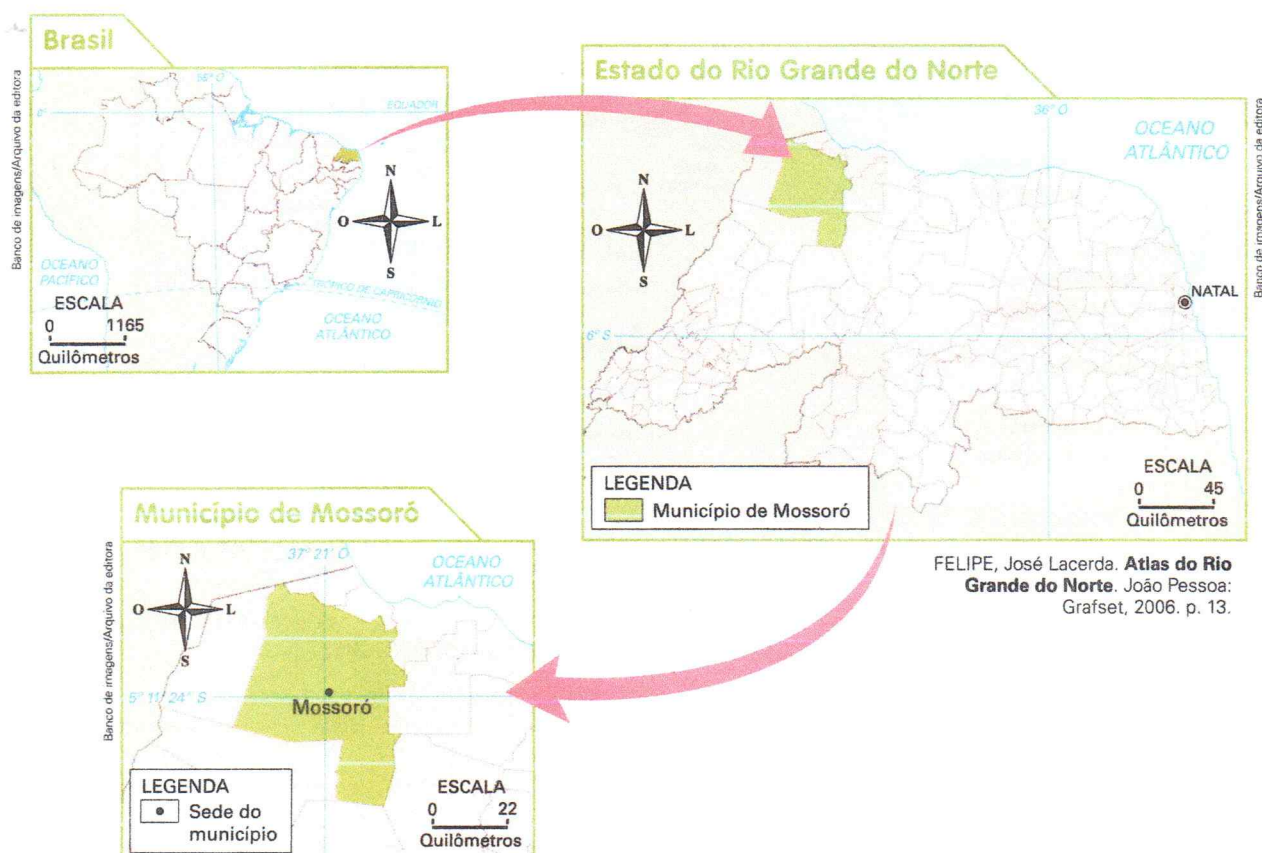 Brasil
56° O
EQUADOR
0°
N
O
L
S
OCEANO
PACÍFICO
TRÓPICO DE CAPRICÓRNIO
OCEANO
ATLÂNTICO
ESCALA
0 1165
Quilômetros
Banco de imagens/Arquivo da editora
Estado do Rio Grande do Norte
36° O
OCEANO
ATLÂNTICO
N
O
L
S
NATAL
6° S
LEGENDA
Município de Mossoró
ESCALA
0 45
Quilômetros
Banco de imagens/Arquivo da editora
FELIPE, José Lacerda. Atlas do Rio
Grande do Norte. João Pessoa:
Grafset, 2006. p. 13.
Município de Mossoró
37° 21' O
OCEANO
ATLÂNTICO
N
O
L
S
5° 11' 24" S
Mossoró
LEGENDA
Sede do
município
ESCALA
0 22
Quilômetros
Banco de imagens/Arquivo da editora